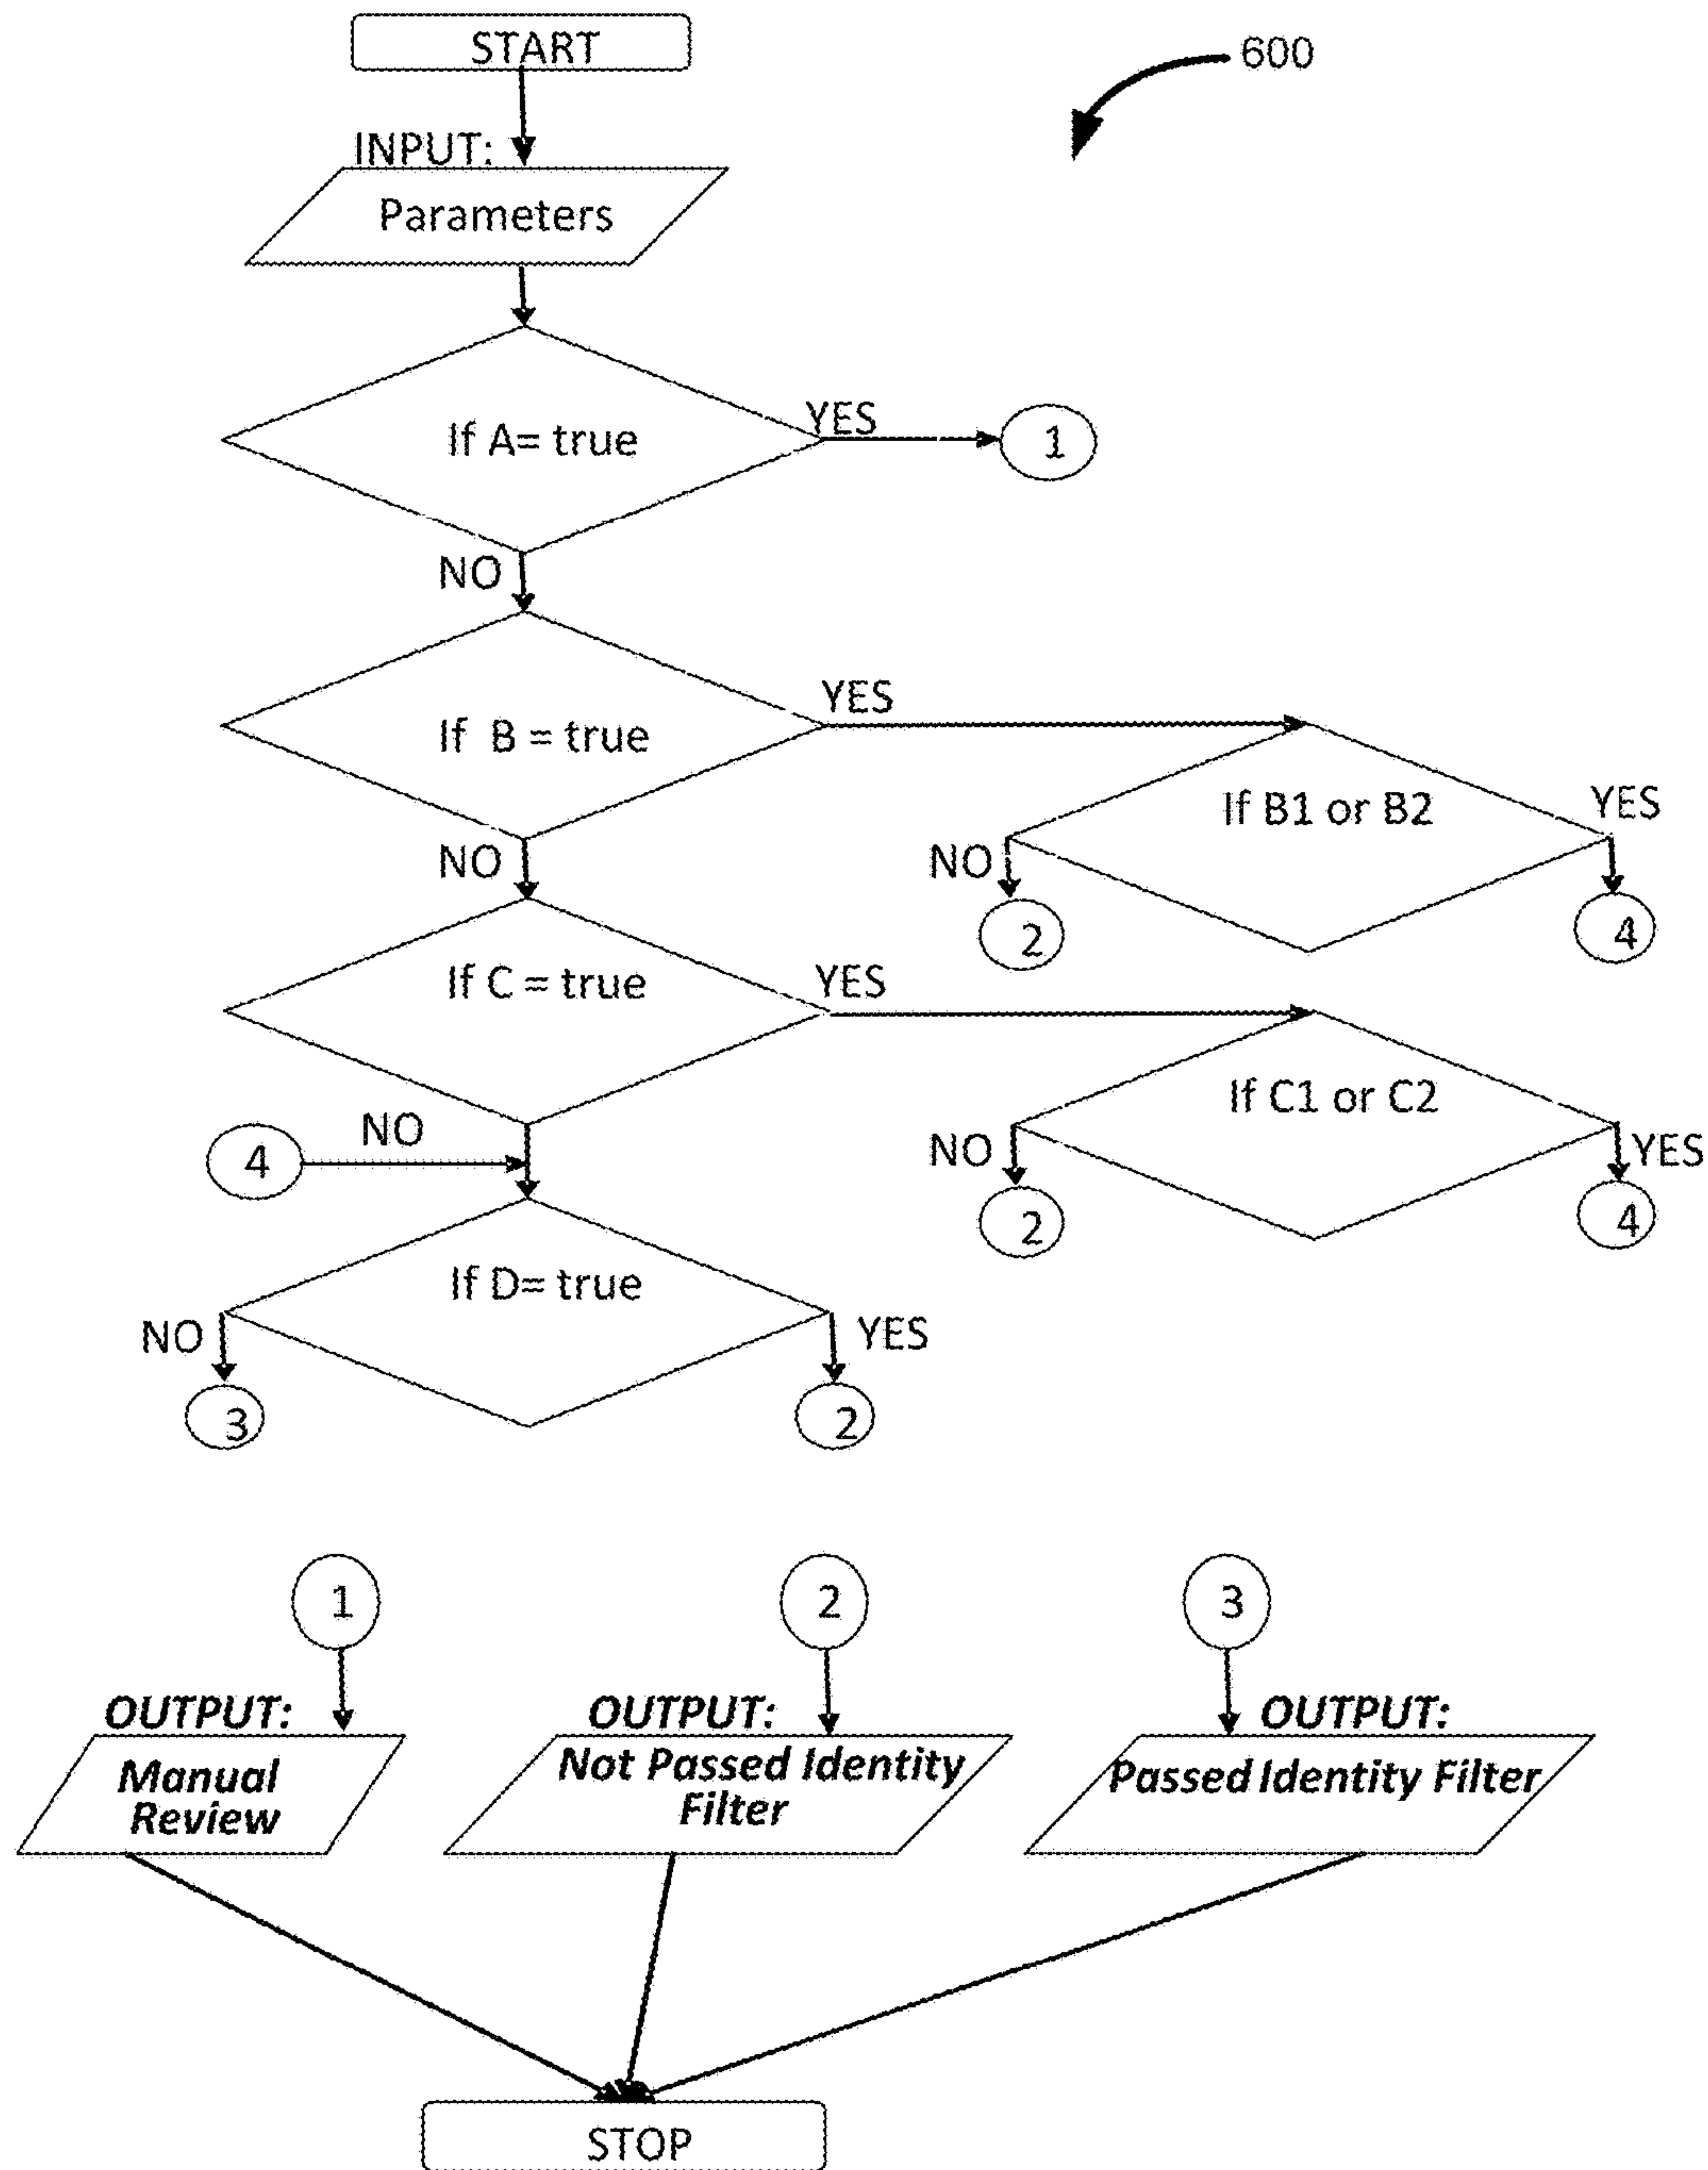 START
600
INPUT:
Parameters
If A= true
YES
1
NO
If B = true
YES
If B1 or B2
YES
NO
NO
2
4
If C = true
YES
If C1 or C2
NO
4
NO
YES
2
4
If D= true
NO
YES
3
2
1
2
3
OUTPUT:
OUTPUT:
OUTPUT:
Manual
Review
Not Passed Identity
Filter
Passed Identity Filter
STOP